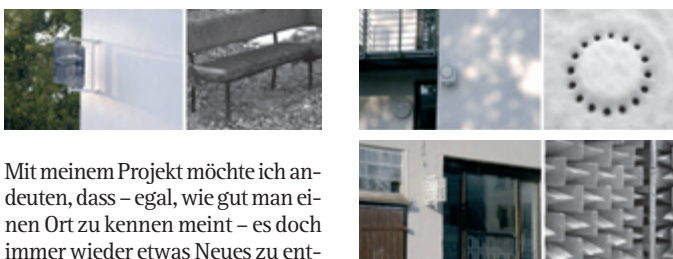 Mit meinem Projekt möchte ich an-
deuten, dass – egal, wie gut man ei-
nen Ort zu kennen meint – es doch
immer wieder etwas Neues zu ent-